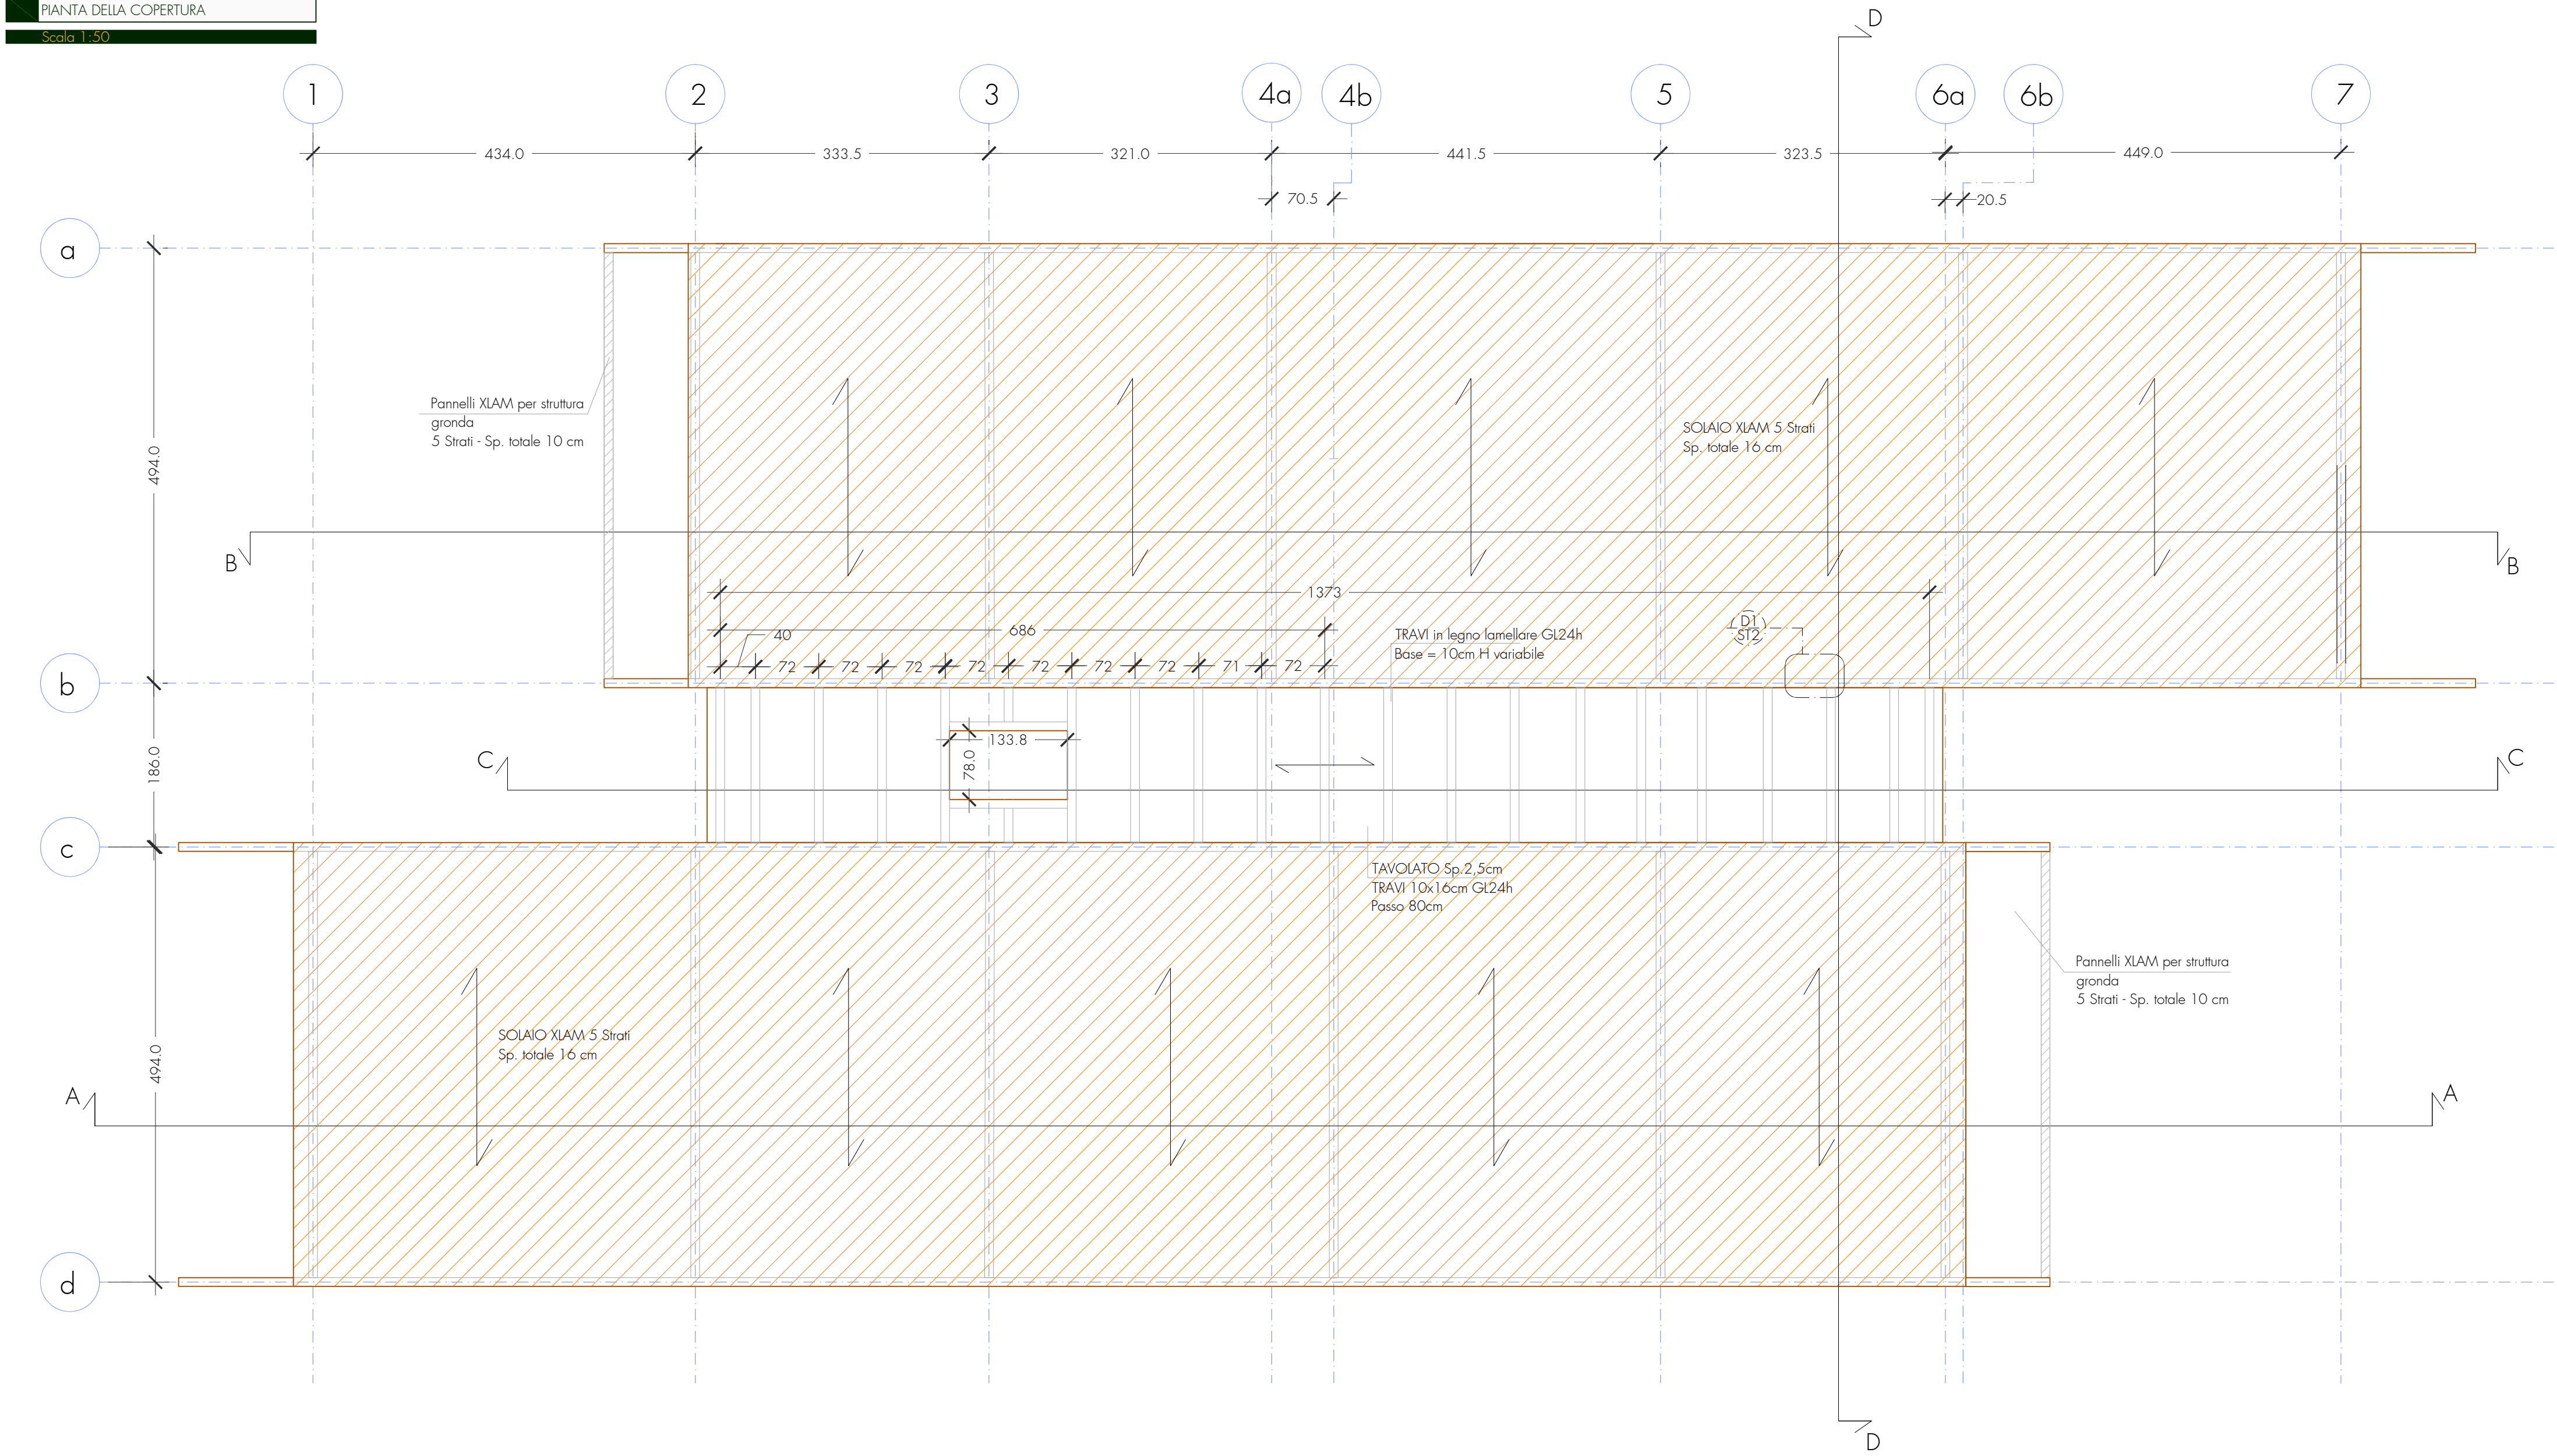 PIANTA DELLA COPERTURA
Scala 1:50
D
1
2
3
4a
4b
5
6a
6b
7
434.0
333.5
321.0
441.5
323.5
449.0
70.5
20.5
a
494.0
Pannelli XLAM per struttura
gronda
5 Strati - Sp. totale 10 cm
SOLAIO XLAM 5 Strati
Sp. totale 16 cm
B
B
1373
686
40
72
72
72
72
72
72
72
71
72
TRAVI in legno lamellare GL24h
Base = 10cm H variabile
D1
ST2
b
186.0
C
133.8
78.0
C
c
TAVOLATO Sp.2,5cm
TRAVI 10x16cm GL24h
Passo 80cm
Pannelli XLAM per struttura
gronda
5 Strati - Sp. totale 10 cm
SOLAIO XLAM 5 Strati
Sp. totale 16 cm
494.0
A
A
d
D